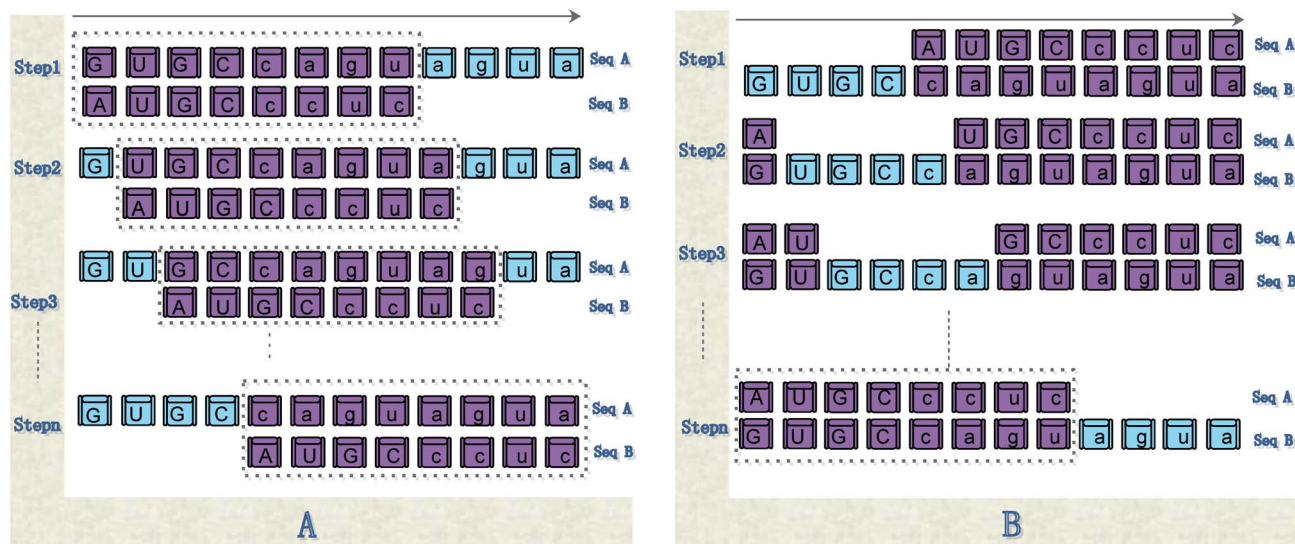 Step1 G U G C c a g u a g u a Seq A
A U G C c c u c Seq B
Step2 G U G C c a g u a g u a Seq A
A U G C c c u c Seq B
G U G C c a g u a g u a Seq A
Step3 A U G C c c u c Seq B
Stepn G U G C c a g u a g u a Seq A
A U G C c c u c Seq B
A
Step1 A U G C c c u c Seq A
G U G C c a g u a g u a Seq B
Step2 A U G C c c u c Seq A
G U G C c a g u a g u a Seq B
Step3 A U G C c c u c Seq A
G U G C c a g u a g u a Seq B
Stepn A U G C c c u c Seq A
G U G C c a g u a g u a Seq B
B